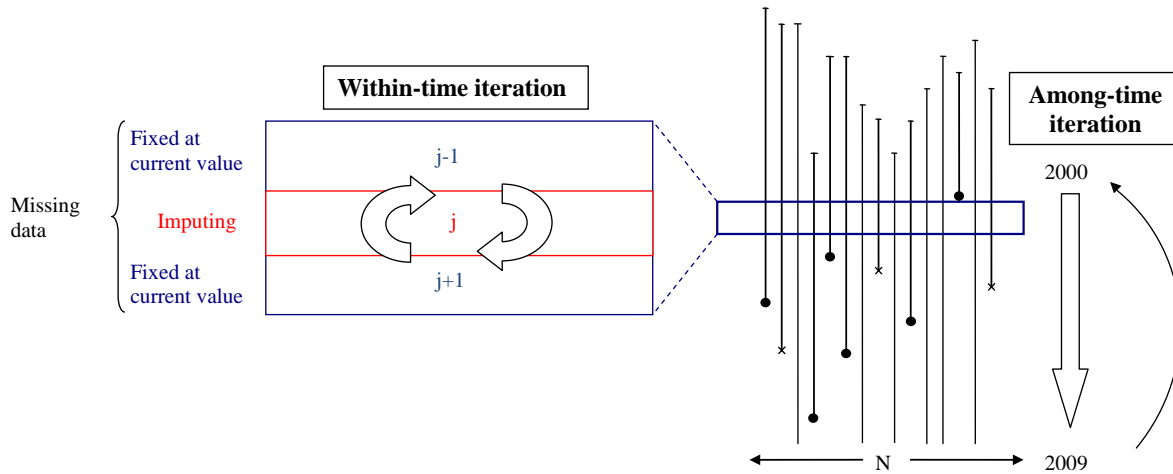 Within-time iteration
Among-time
iteration
Missing
data
Fixed at
current value
Imputing
Fixed at
current value
j-1
j
j+1
2000
2009
N